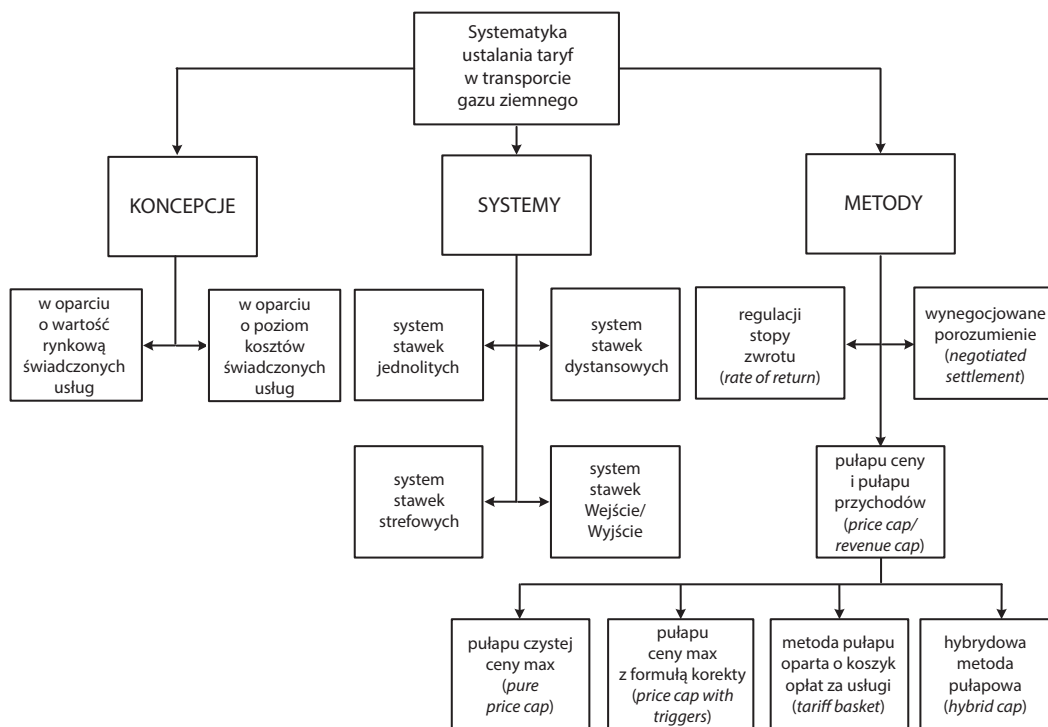 Systematyka
ustalania taryf
w transporcie
gazu ziemnego
KONCEPCJE
SYSTEMY
METODY
w oparciu
o wartość
rynkową
świadczonych
usług
w oparciu
o poziom
kosztów
świadczonych
usług
system
stawek
jednolitych
system
stawek
dystansowych
regulacji
stopy
zwrotu
(rate of return)
wynegocjowane
porozumienie
(negotiated
settlement)
system
stawek
strefowych
system
stawek
Wejście/
Wyjście
pułapu ceny
i pułapu
przychodów
(price cap/
revenue cap)
pułapu czystej
ceny max
(pure
price cap)
pułapu
ceny max
z formułą korekty
(price cap with
triggers)
metoda pułapu
oparta o koszyk
opłat za usługi
(tariff basket)
hybrydowa
metoda
pułapowa
(hybrid cap)